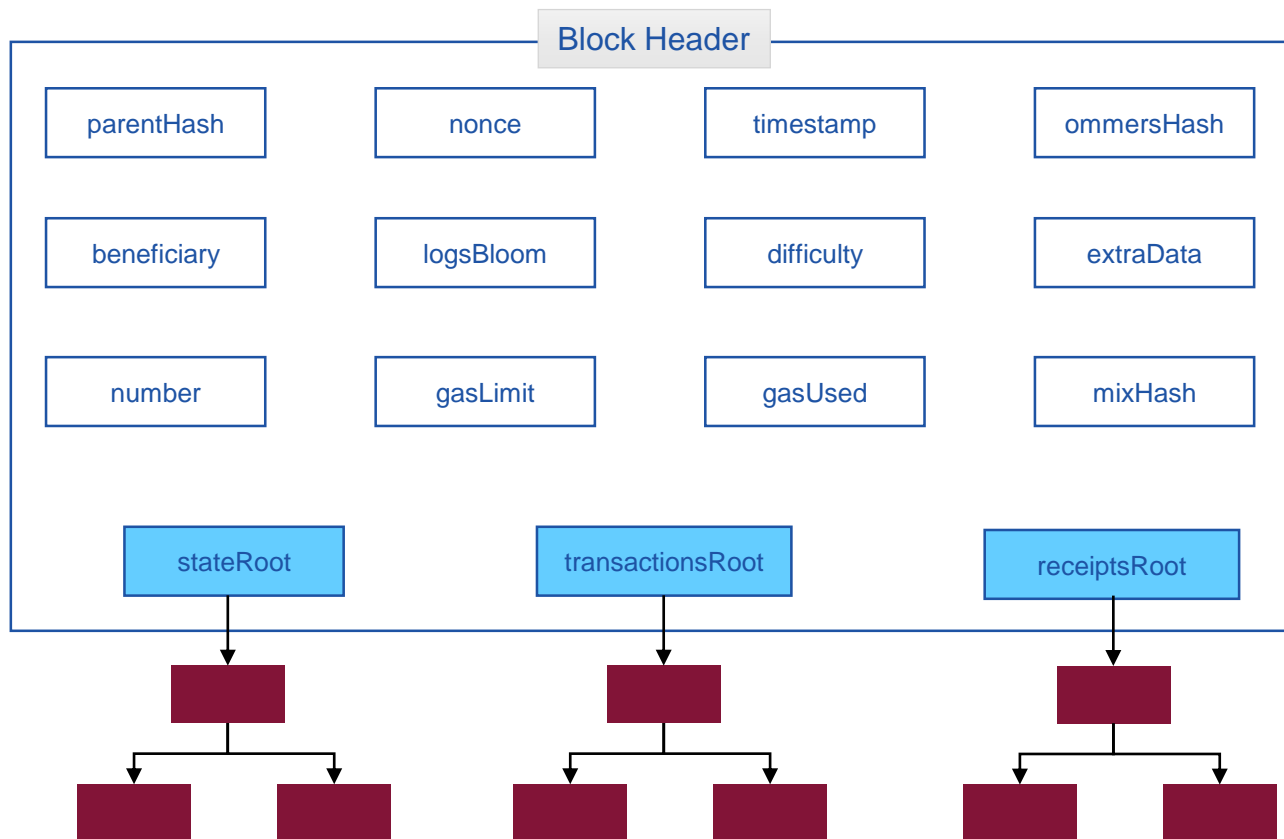 Block Header
parentHash
nonce
timestamp
ommersHash
beneficiary
logsBloom
difficulty
extraData
number
gasLimit
gasUsed
mixHash
stateRoot
transactionsRoot
receiptsRoot